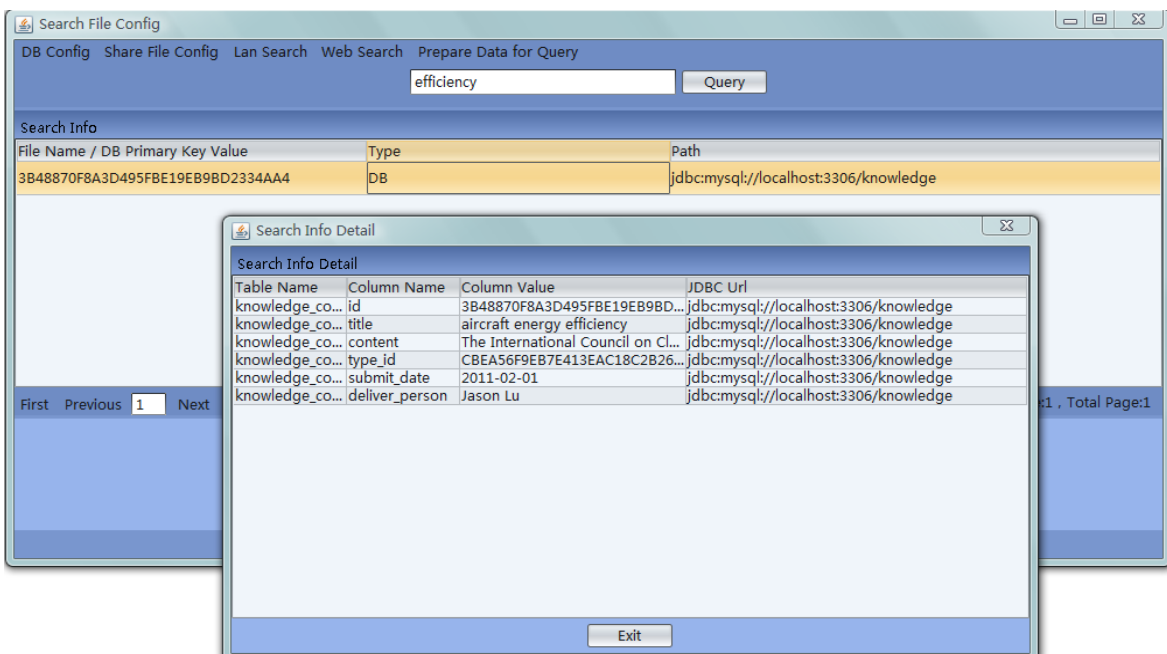 Search File Config
DB Config Share File Config Lan Search Web Search Prepare Data for Query
efficiency Query
Search Info
File Name / DB Primary Key Value Type Path
3B48870F8A3D495FBE19EB9BD2334AA4 DB jdbc:mysql://localhost:3306/knowledge
Search Info Detail
Search Info Detail
Table Name Column Name Column Value JDBC Url
knowledge_co... id 3B48870F8A3D495FBE19EB9BD... jdbc:mysql://localhost:3306/knowledge
knowledge_co... title aircraft energy efficiency jdbc:mysql://localhost:3306/knowledge
knowledge_co... content The International Council on Cl... jdbc:mysql://localhost:3306/knowledge
knowledge_co... type_id CBEA56F9EB7E413EAC18C2B26... jdbc:mysql://localhost:3306/knowledge
knowledge_co... submit_date 2011-02-01 jdbc:mysql://localhost:3306/knowledge
knowledge_co... deliver_person Jason Lu jdbc:mysql://localhost:3306/knowledge
First Previous 1 Next :1 , Total Page:1
Exit